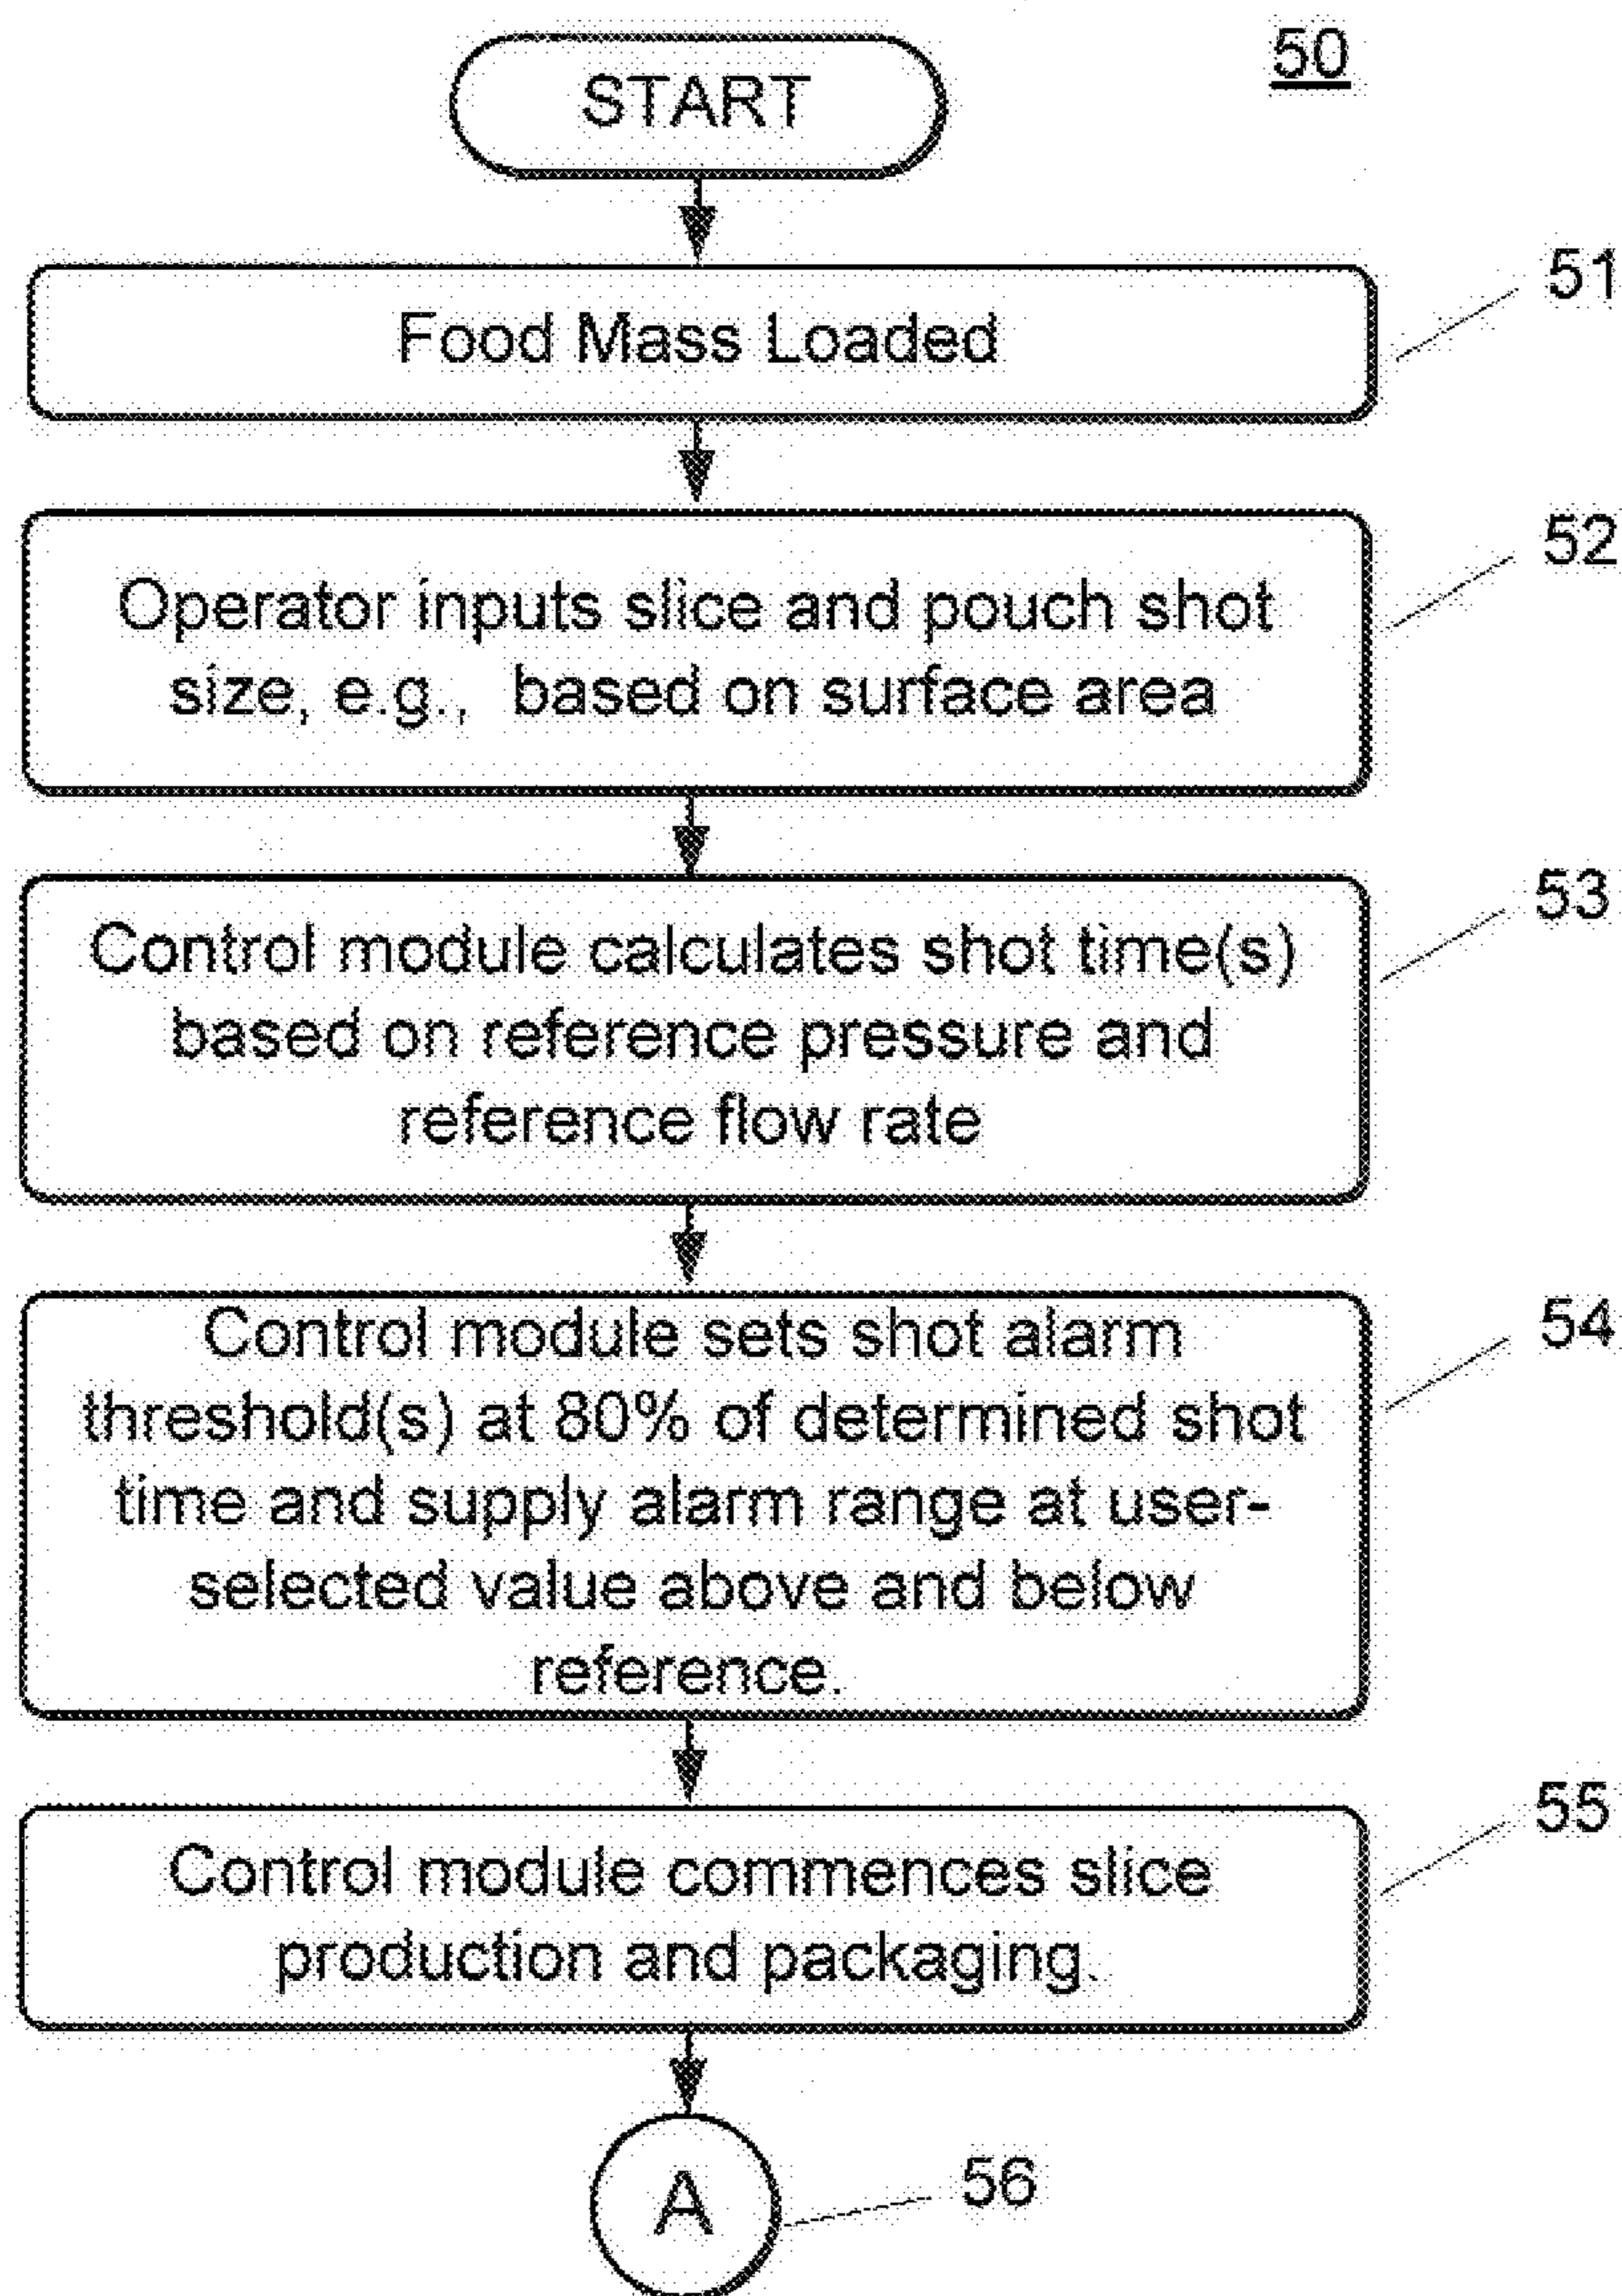 50
START
51
Food Mass Loaded
52
Operator inputs slice and pouch shot
size, e.g., based on surface area
53
Control module calculates shot time(s)
based on reference pressure and
reference flow rate
54
Control module sets shot alarm
threshold(s) at 80% of determined shot
time and supply alarm range at user-
selected value above and below
reference.
55
Control module commences slice
production and packaging.
A
56